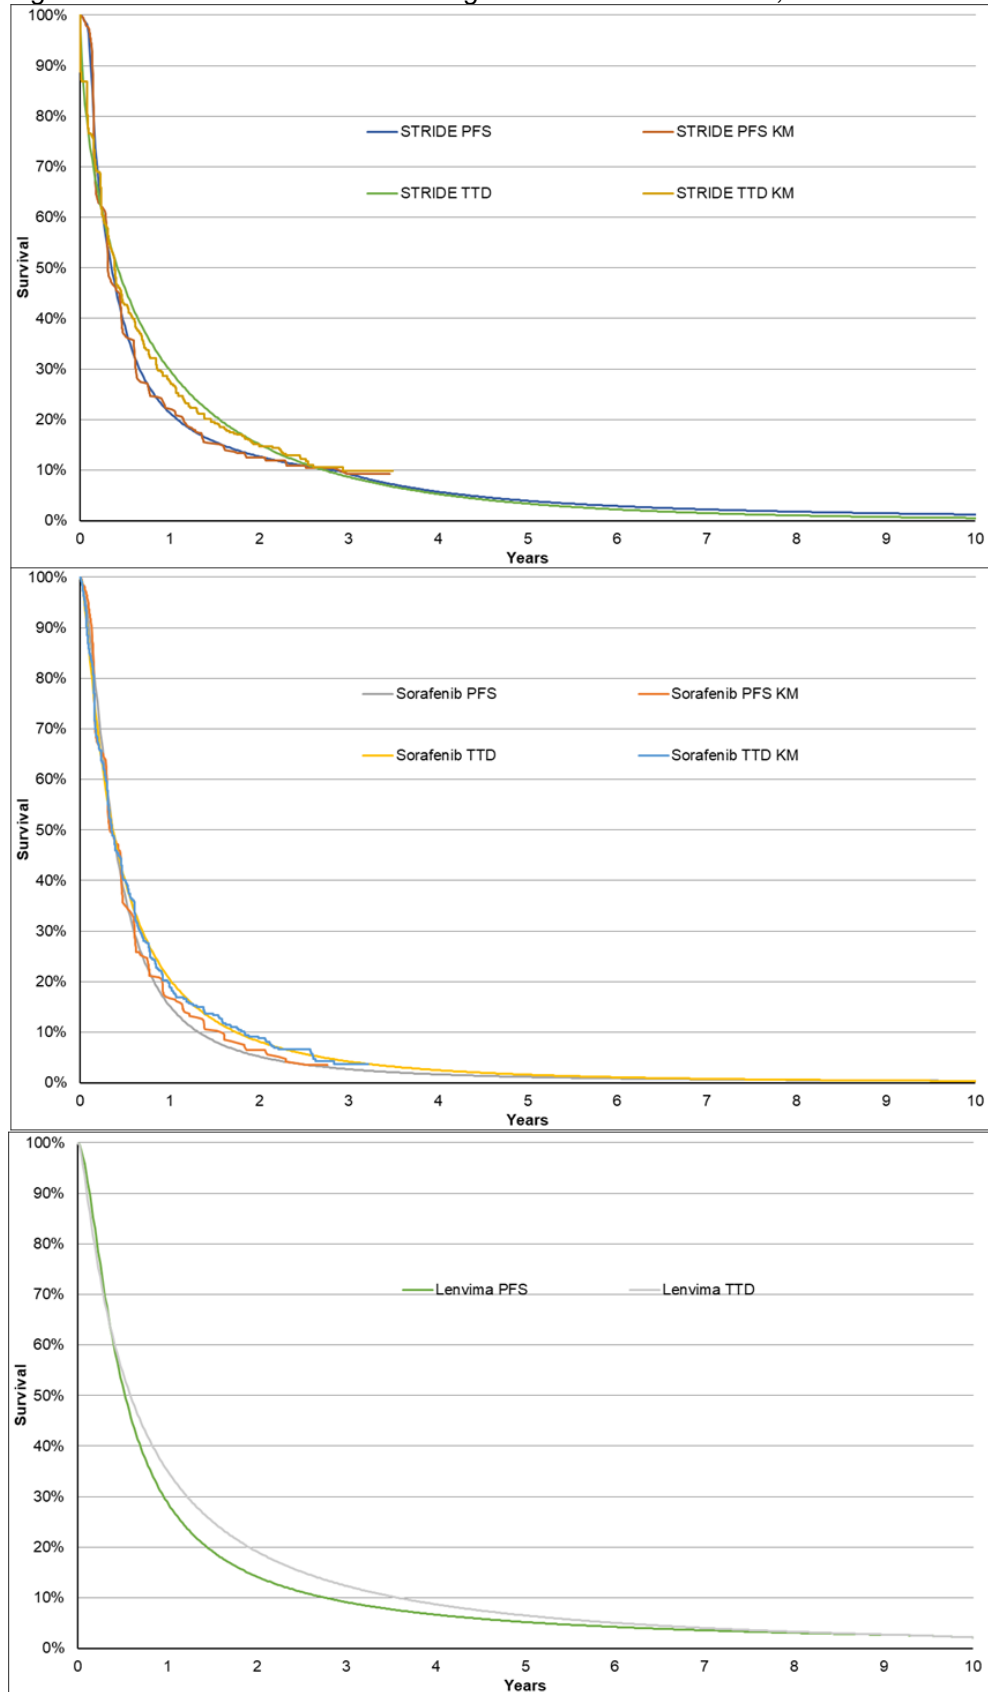 100%
90%
80%
70%
60%
50%
40%
30%
20%
10%
0%
Survival
STRIDE PFS STRIDE PFS KM
STRIDE TTD STRIDE TTD KM
0 1 2 3 4 5 6 7 8 9 10
Years
100%
90%
80%
70%
60%
50%
40%
30%
20%
10%
0%
Survival
Sorafenib PFS Sorafenib PFS KM
Sorafenib TTD Sorafenib TTD KM
0 1 2 3 4 5 6 7 8 9 10
Years
100%
90%
80%
70%
60%
50%
40%
30%
20%
10%
0%
Survival
Lenvima PFS Lenvima TTD
0 1 2 3 4 5 6 7 8 9 10
Years